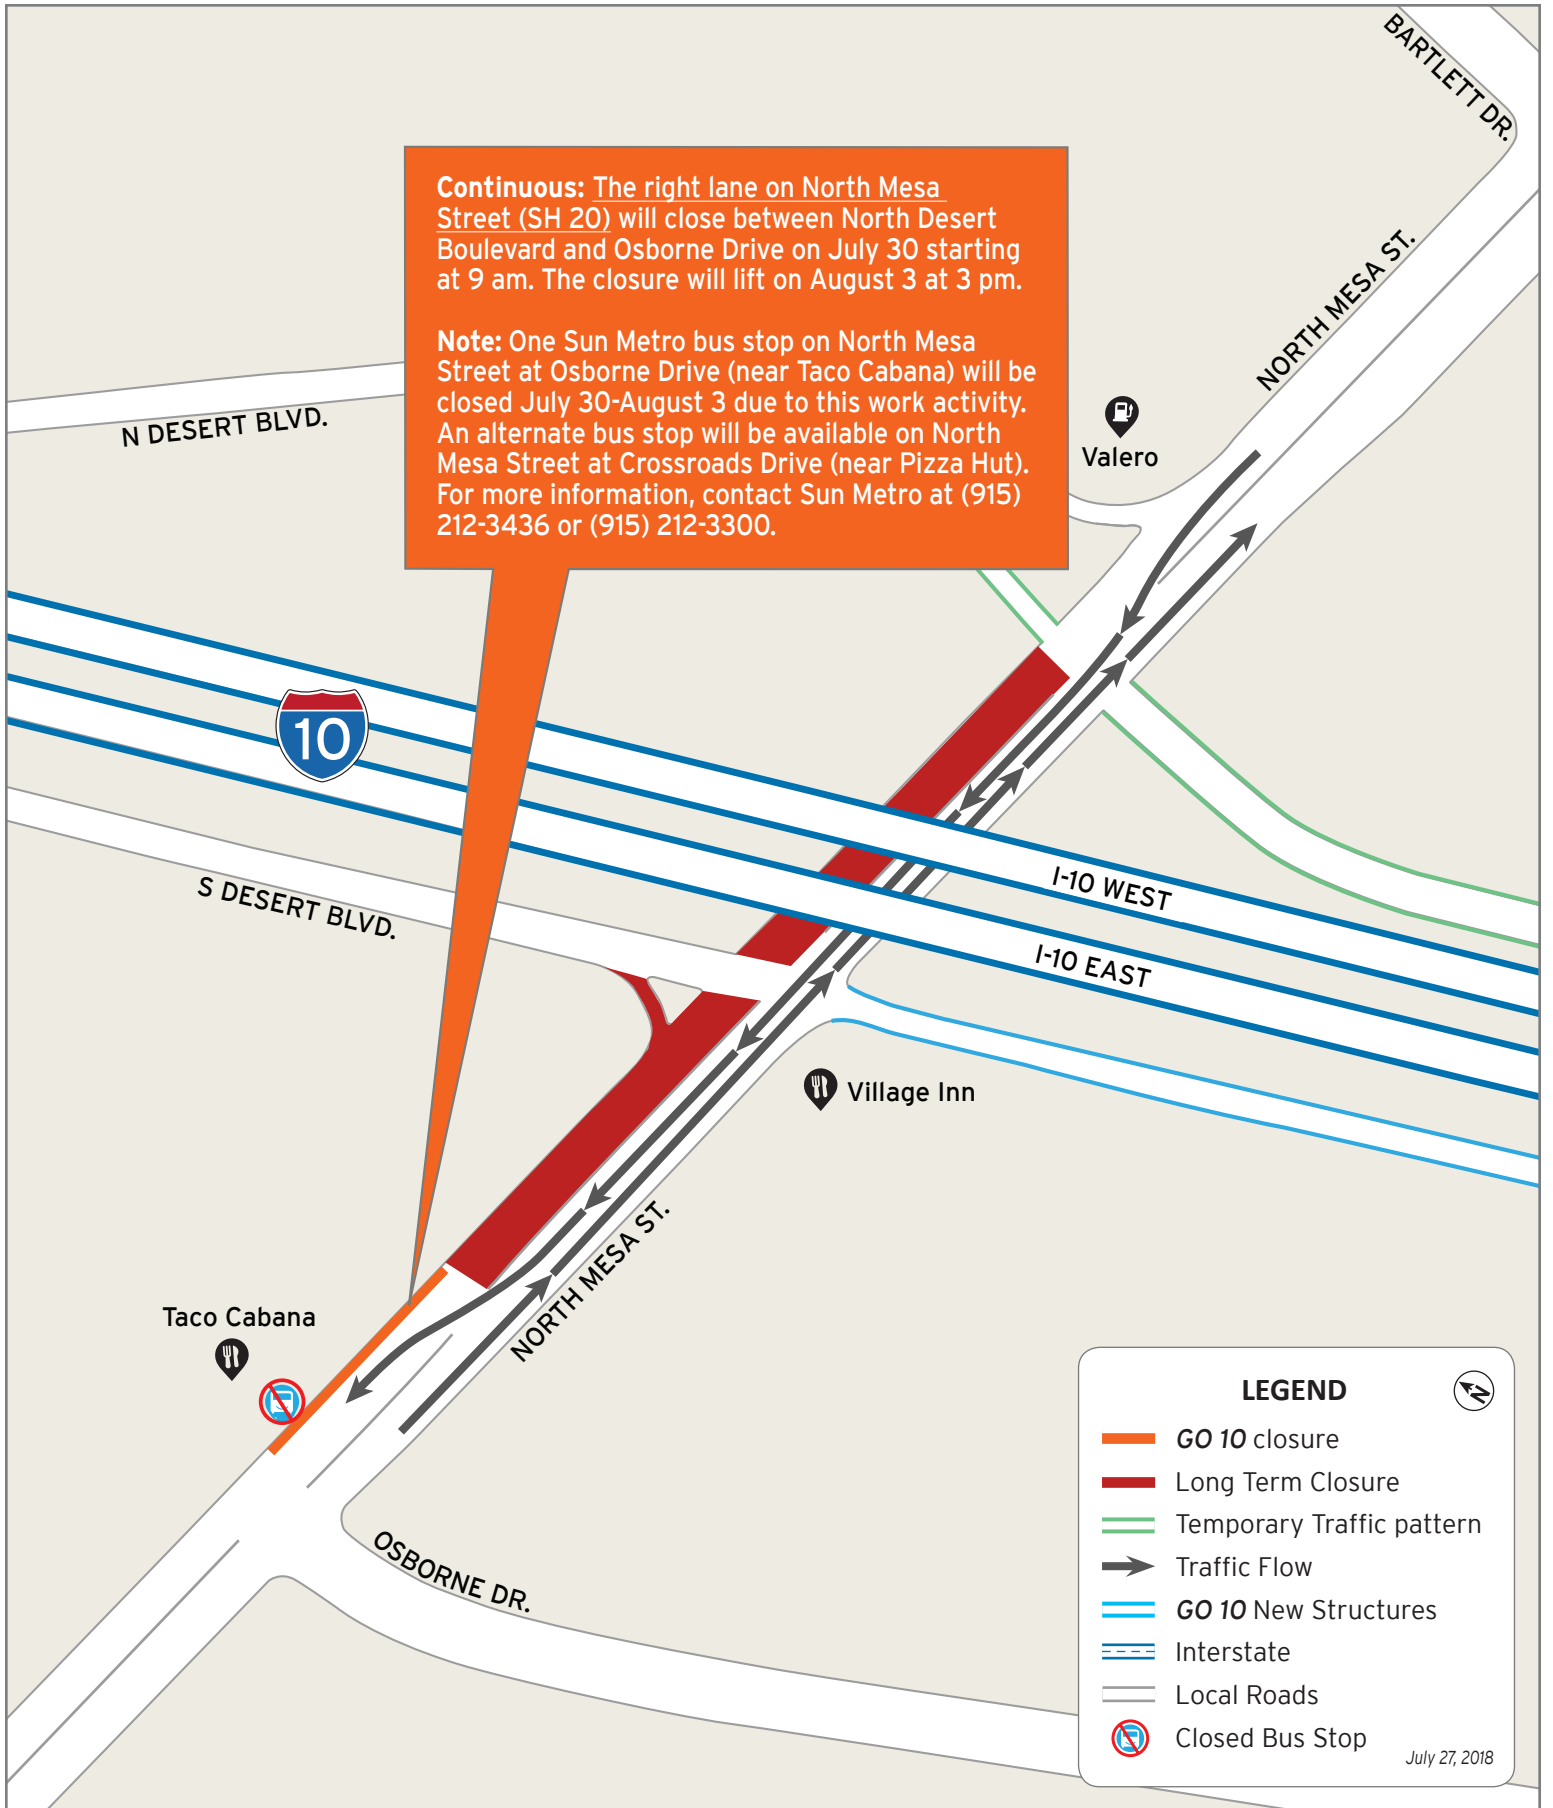 BARTLETT DR.
Continuous: The right lane on North Mesa
Street (SH 20) will close between North Desert
Boulevard and Osborne Drive on July 30 starting
at 9 am. The closure will lift on August 3 at 3 pm.
Note: One Sun Metro bus stop on North Mesa
Street at Osborne Drive (near Taco Cabana) will be
closed July 30-August 3 due to this work activity.
An alternate bus stop will be available on North
Mesa Street at Crossroads Drive (near Pizza Hut).
For more information, contact Sun Metro at (915)
212-3436 or (915) 212-3300.
NORTH MESA ST.
N DESERT BLVD.
Valero
10
I-10 WEST
S DESERT BLVD.
I-10 EAST
Village Inn
NORTH MESA ST.
Taco Cabana
OSBORNE DR.
LEGEND
N
GO 10 closure
Long Term Closure
Temporary Traffic pattern
Traffic Flow
GO 10 New Structures
Interstate
Local Roads
Closed Bus Stop
July 27, 2018